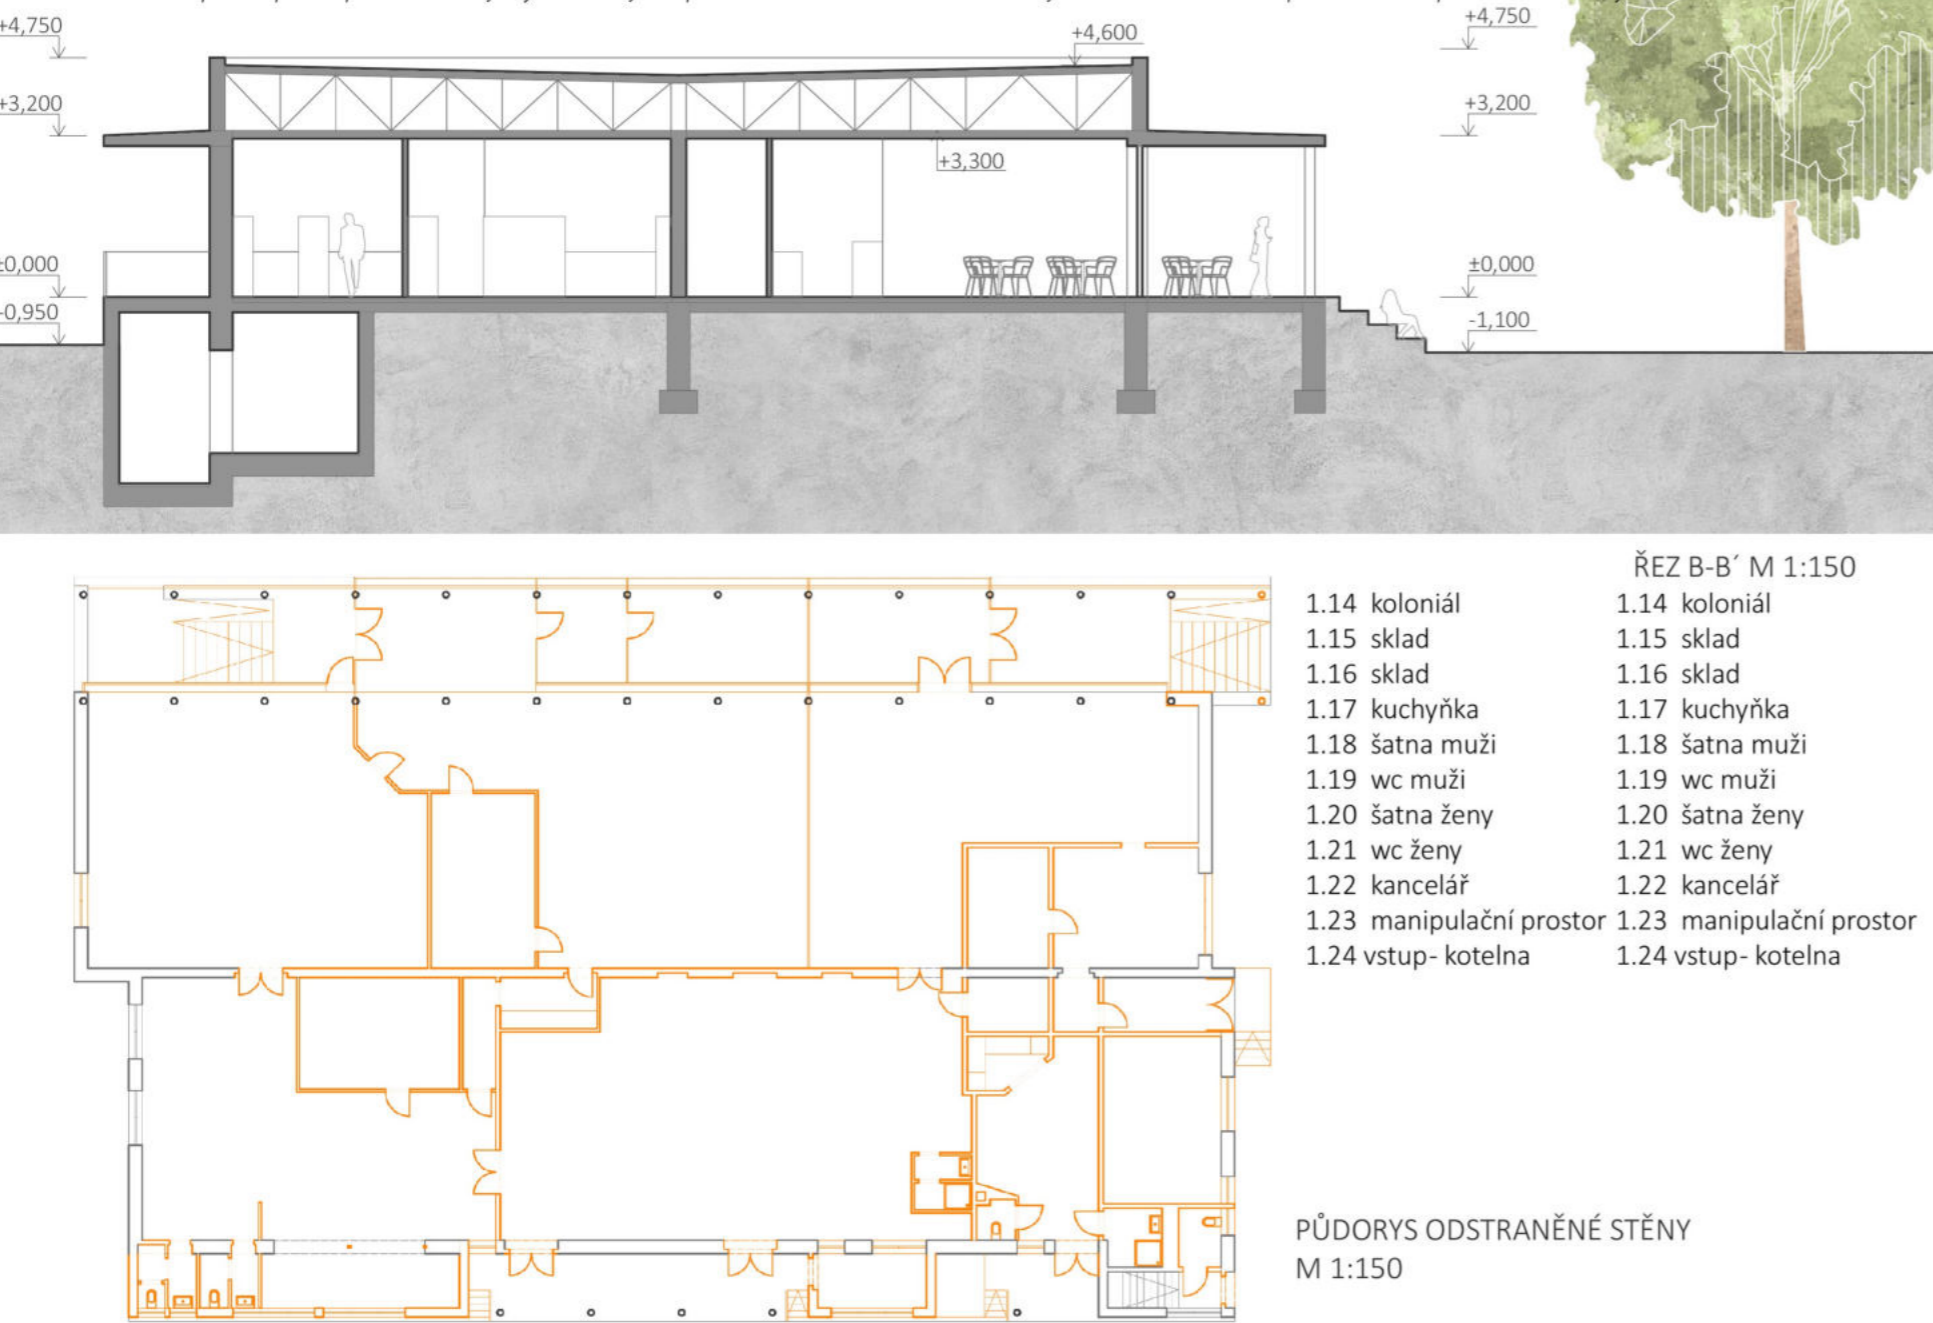 +4,750
+3,200
±0,000
-0,950
+4,600
+3,300
+4,750
+3,200
±0,000
-1,100
ŘEZ B-B´ M 1:150
1.14 koloniál
1.15 sklad
1.16 sklad
1.17 kuchyňka
1.18 šatna muži
1.19 wc muži
1.20 šatna ženy
1.21 wc ženy
1.22 kancelář
1.23 manipulační prostor
1.24 vstup- kotelna
1.14 koloniál
1.15 sklad
1.16 sklad
1.17 kuchyňka
1.18 šatna muži
1.19 wc muži
1.20 šatna ženy
1.21 wc ženy
1.22 kancelář
1.23 manipulační prostor
1.24 vstup- kotelna
PŮDORYS ODSTRANĚNÉ STĚNY
M 1:150